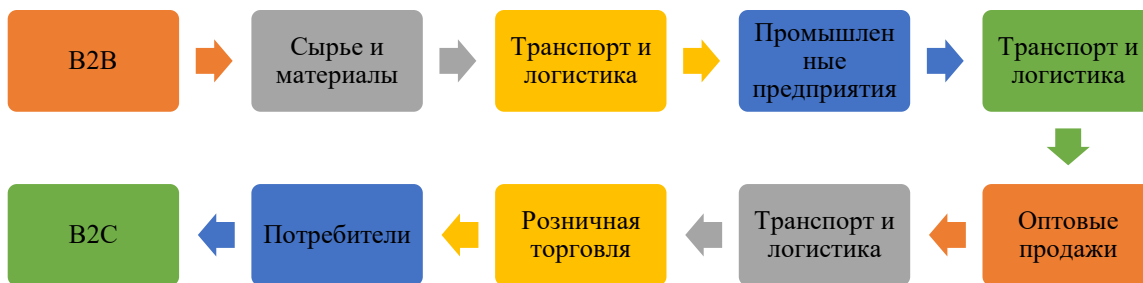 B2B
Сырье и
материалы
Транспорт и
логистика
Промышлен
ные
предприятия
Транспорт и
логистика
Оптовые
продажи
Транспорт и
логистика
Розничная
торговля
Потребители
B2C